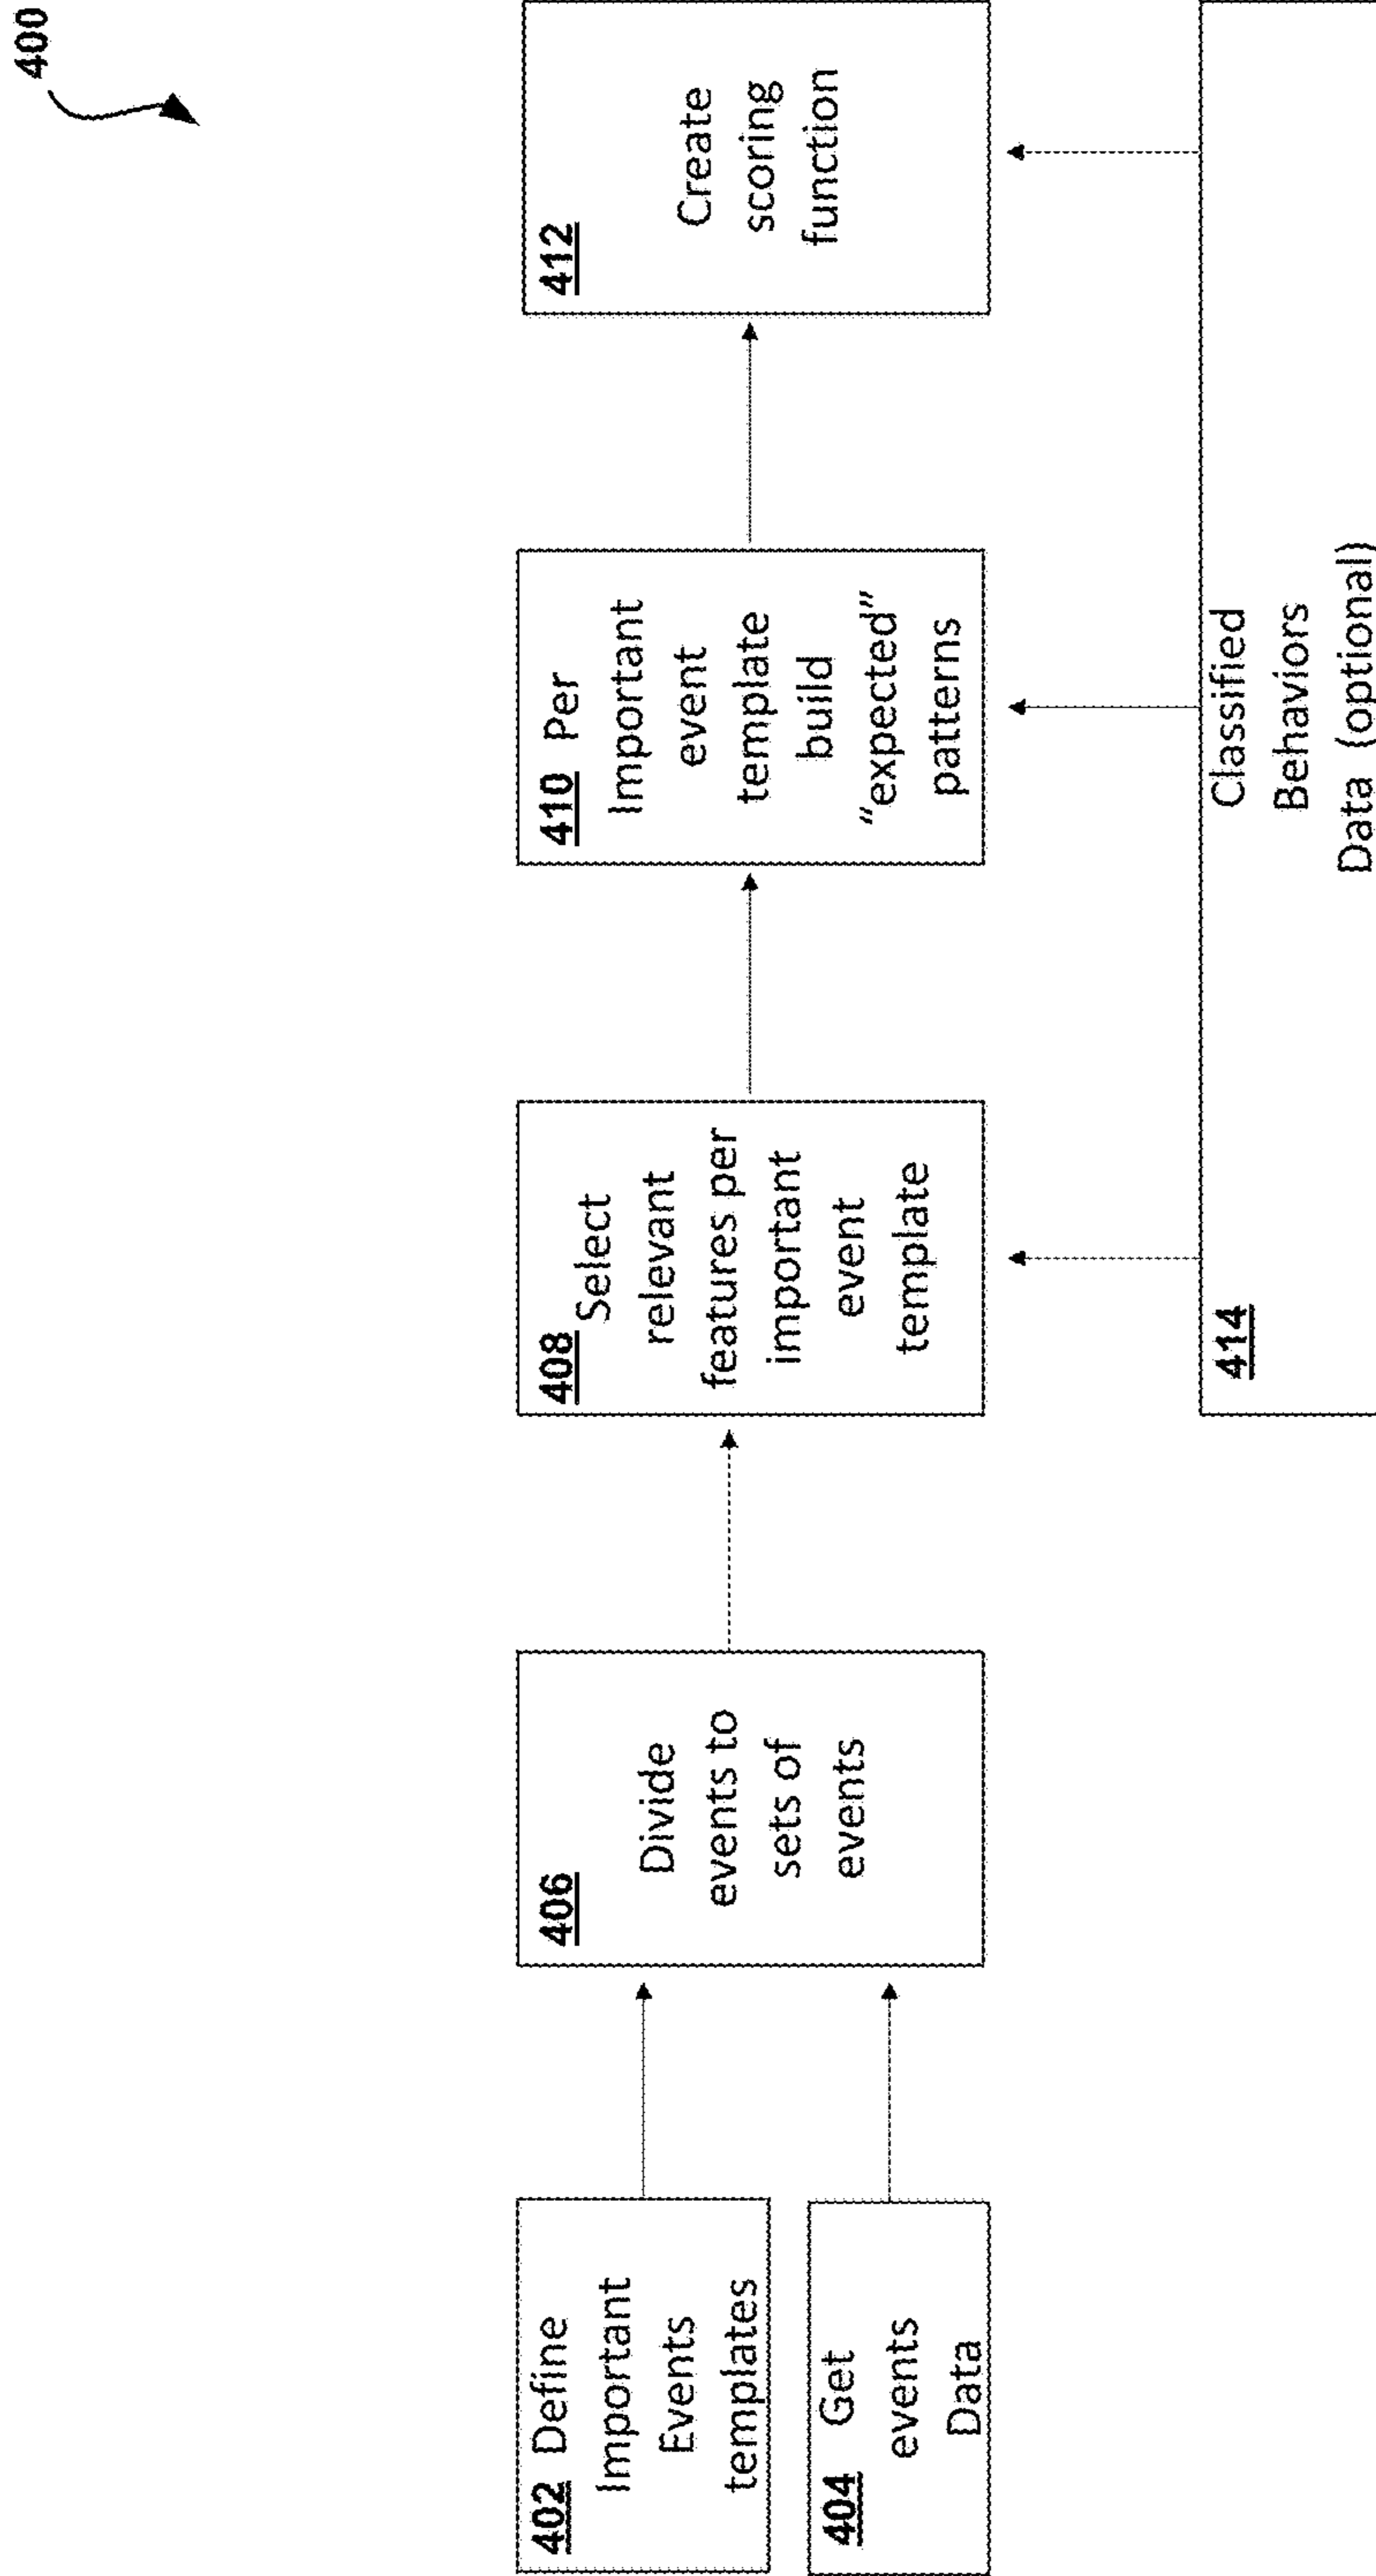 400
402 Define
Important
Events
templates
404 Get
events
Data
406
Divide
events to
sets of
events
408
Select
relevant
features per
important
event
template
410 Per
Important
event
template
build
“expected”
patterns
412
Create
scoring
function
414
Classified
Behaviors
Data (optional)